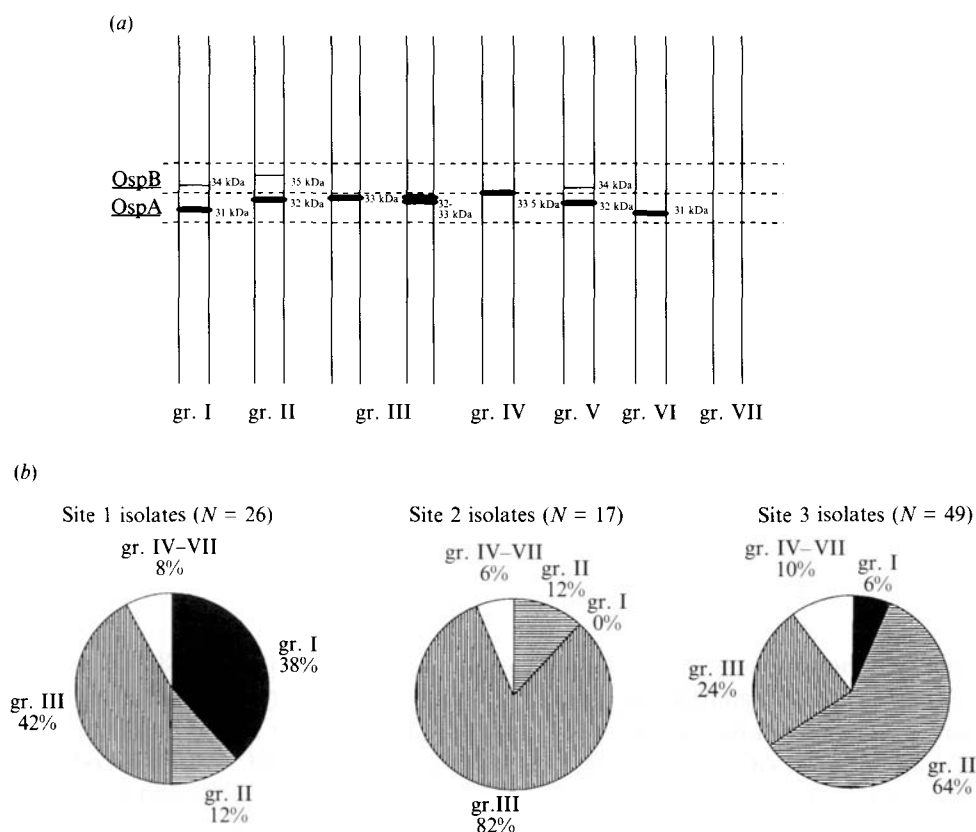 (a)
OspB
OspA
34 kDa
31 kDa
35 kDa
32 kDa
33 kDa
32-
33 kDa
33 5 kDa
34 kDa
32 kDa
31 kDa
gr. I gr. II gr. III gr. IV gr. V gr. VI gr. VII
(b)
Site 1 isolates (N = 26)
gr. IV–VII
8%
gr. I
38%
gr. III
42%
gr. II
12%
Site 2 isolates (N = 17)
gr. IV–VII
6%
gr. II
12%
gr. I
0%
gr.III
82%
Site 3 isolates (N = 49)
gr. IV–VII
10%
gr. I
6%
gr. III
24%
gr. II
64%